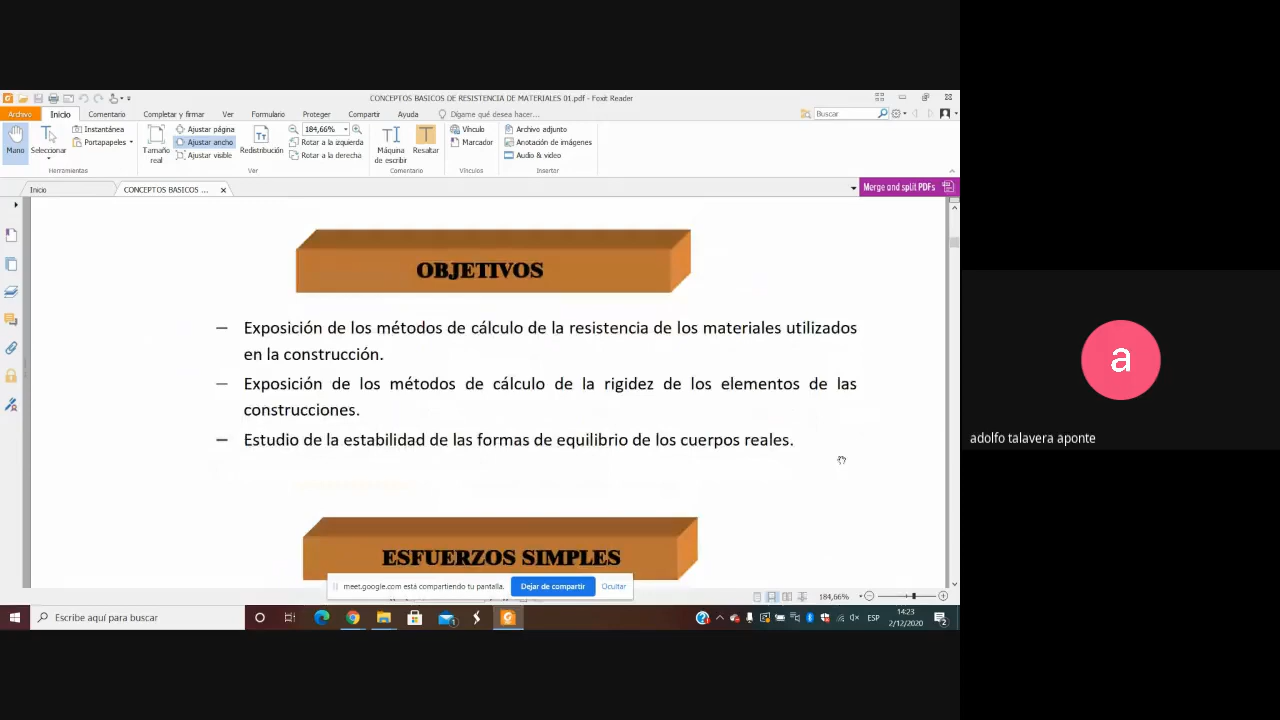 CONCEPTOS BASICOS DE RESISTENCIA DE MATERIALES 01.pdf - Foxit Reader
Archivo Inicio Comentario Completar y firmar Ver Formulario Proteger Compartir Ayuda Dígame qué desea hacer... Buscar
Mano
Seleccionar
Instantánea
Portapapeles
Herramientas
Tamaño real
Ajustar página
Ajustar ancho
Ajustar visible
Redistribución
184,66%
Rotar a la izquierda
Rotar a la derecha
Ver
Máquina de escribir
Resaltar
Comentario
Vínculo
Marcador
Vínculos
Archivo adjunto
Anotación de imágenes
Audio & vídeo
Insertar
Inicio CONCEPTOS BASICOS ... Merge and split PDFs
OBJETIVOS
— Exposición de los métodos de cálculo de la resistencia de los materiales utilizados
en la construcción.
— Exposición de los métodos de cálculo de la rigidez de los elementos de las
construcciones.
— Estudio de la estabilidad de las formas de equilibrio de los cuerpos reales.
ESFUERZOS SIMPLES
meet.google.com está compartiendo tu pantalla. Dejar de compartir Ocultar
184,66%
Escribe aquí para buscar
ESP
14:23
2/12/2020
a
adolfo talavera aponte